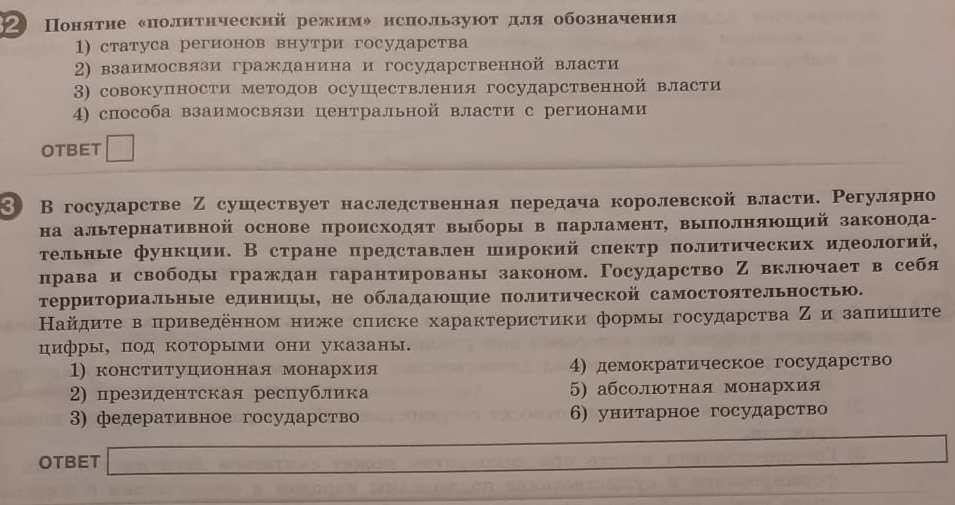 32 Понятие «политический режим» используют для обозначения
1) статуса регионов внутри государства
2) взаимосвязи гражданина и государственной власти
3) совокупности методов осуществления государственной власти
4) способа взаимосвязи центральной власти с регионами
ОТВЕТ
3 В государстве Z существует наследственная передача королевской власти. Регулярно
на альтернативной основе происходят выборы в парламент, выполняющий законода-
тельные функции. В стране представлен широкий спектр политических идеологий,
права и свободы граждан гарантированы законом. Государство Z включает в себя
территориальные единицы, не обладающие политической самостоятельностью.
Найдите в приведённом ниже списке характеристики формы государства Z и запишите
цифры, под которыми они указаны.
1) конституционная монархия
2) президентская республика
3) федеративное государство
4) демократическое государство
5) абсолютная монархия
6) унитарное государство
ОТВЕТ